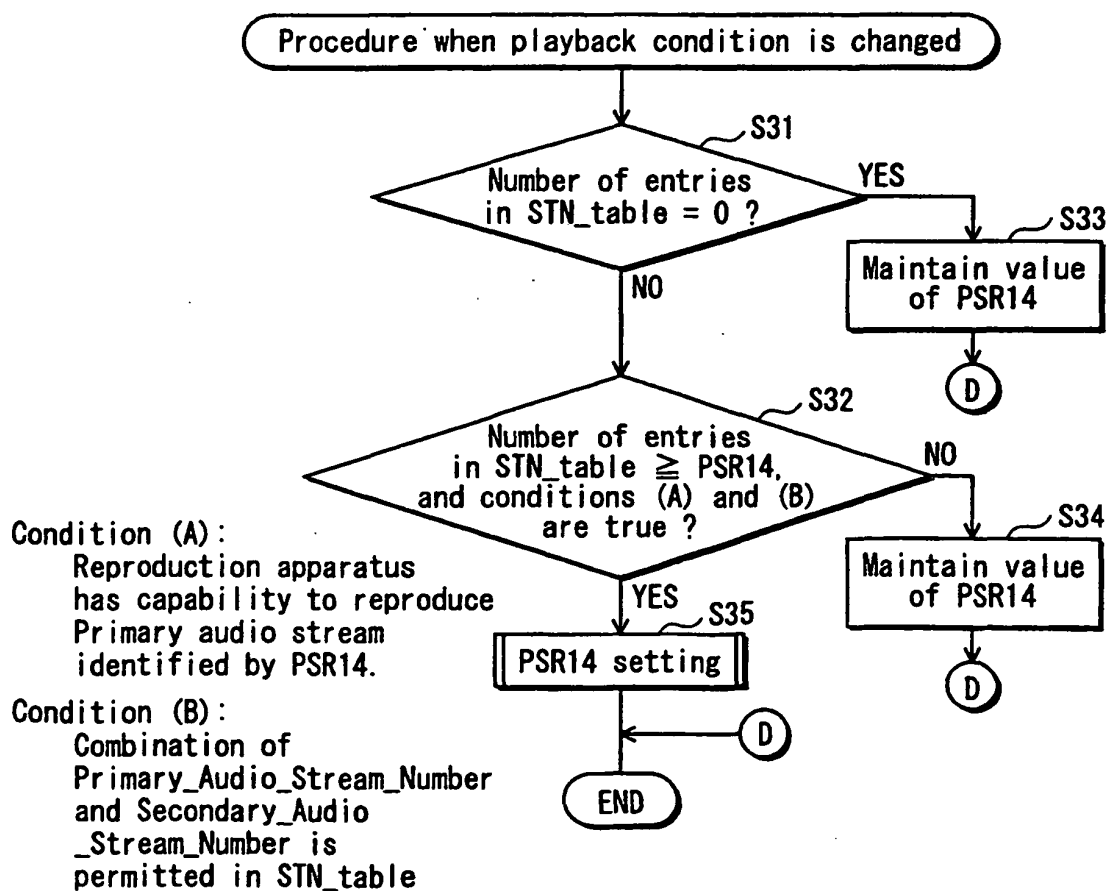 Procedure when playback condition is changed
S31
Number of entries
in STN_table = 0 ?
YES
S33
Maintain value
of PSR14
D
NO
S32
Number of entries
in STN_table ≧ PSR14,
and conditions (A) and (B)
are true ?
NO
S34
Maintain value
of PSR14
D
YES
S35
PSR14 setting
D
END
Condition (A):
Reproduction apparatus
has capability to reproduce
Primary audio stream
identified by PSR14.
Condition (B):
Combination of
Primary_Audio_Stream_Number
and Secondary_Audio
_Stream_Number is
permitted in STN_table